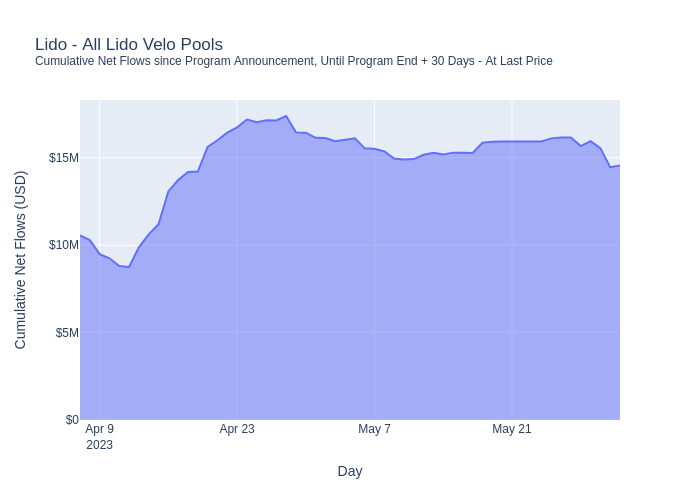 Lido - All Lido Velo Pools
Cumulative Net Flows since Program Announcement, Until Program End + 30 Days - At Last Price
Cumulative Net Flows (USD)
$15M
$10M
$5M
$0
Apr 9
2023
Apr 23
May 7
May 21
Day